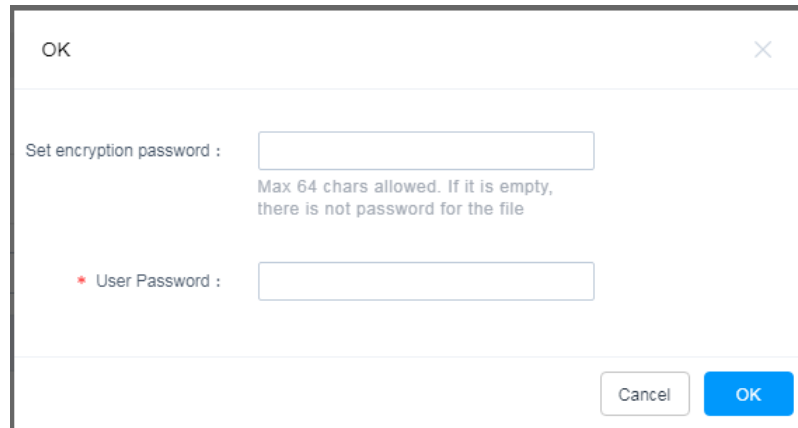 OK
Set encryption password :
Max 64 chars allowed. If it is empty,
there is not password for the file
* User Password :
Cancel
OK